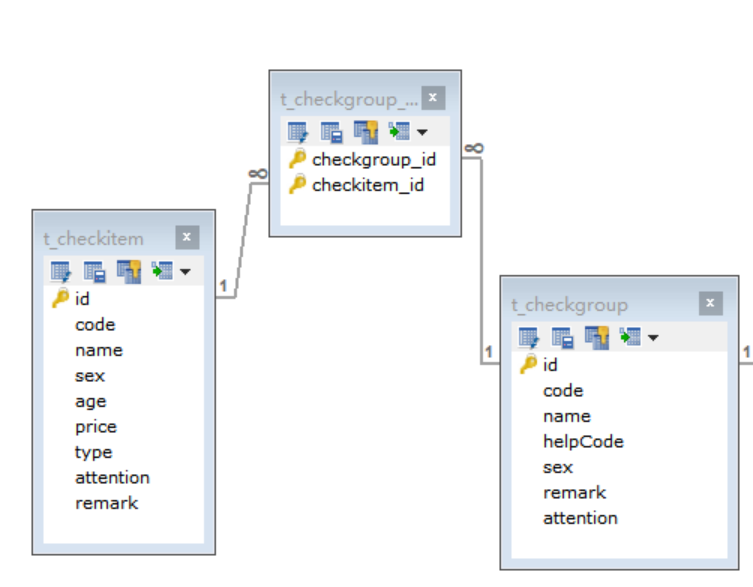 t_checkgroup_...
checkgroup_id
checkitem_id
∞
∞
t_checkitem
id
code
name
sex
age
price
type
attention
remark
1
t_checkgroup
id
code
name
helpCode
sex
remark
attention
1
1